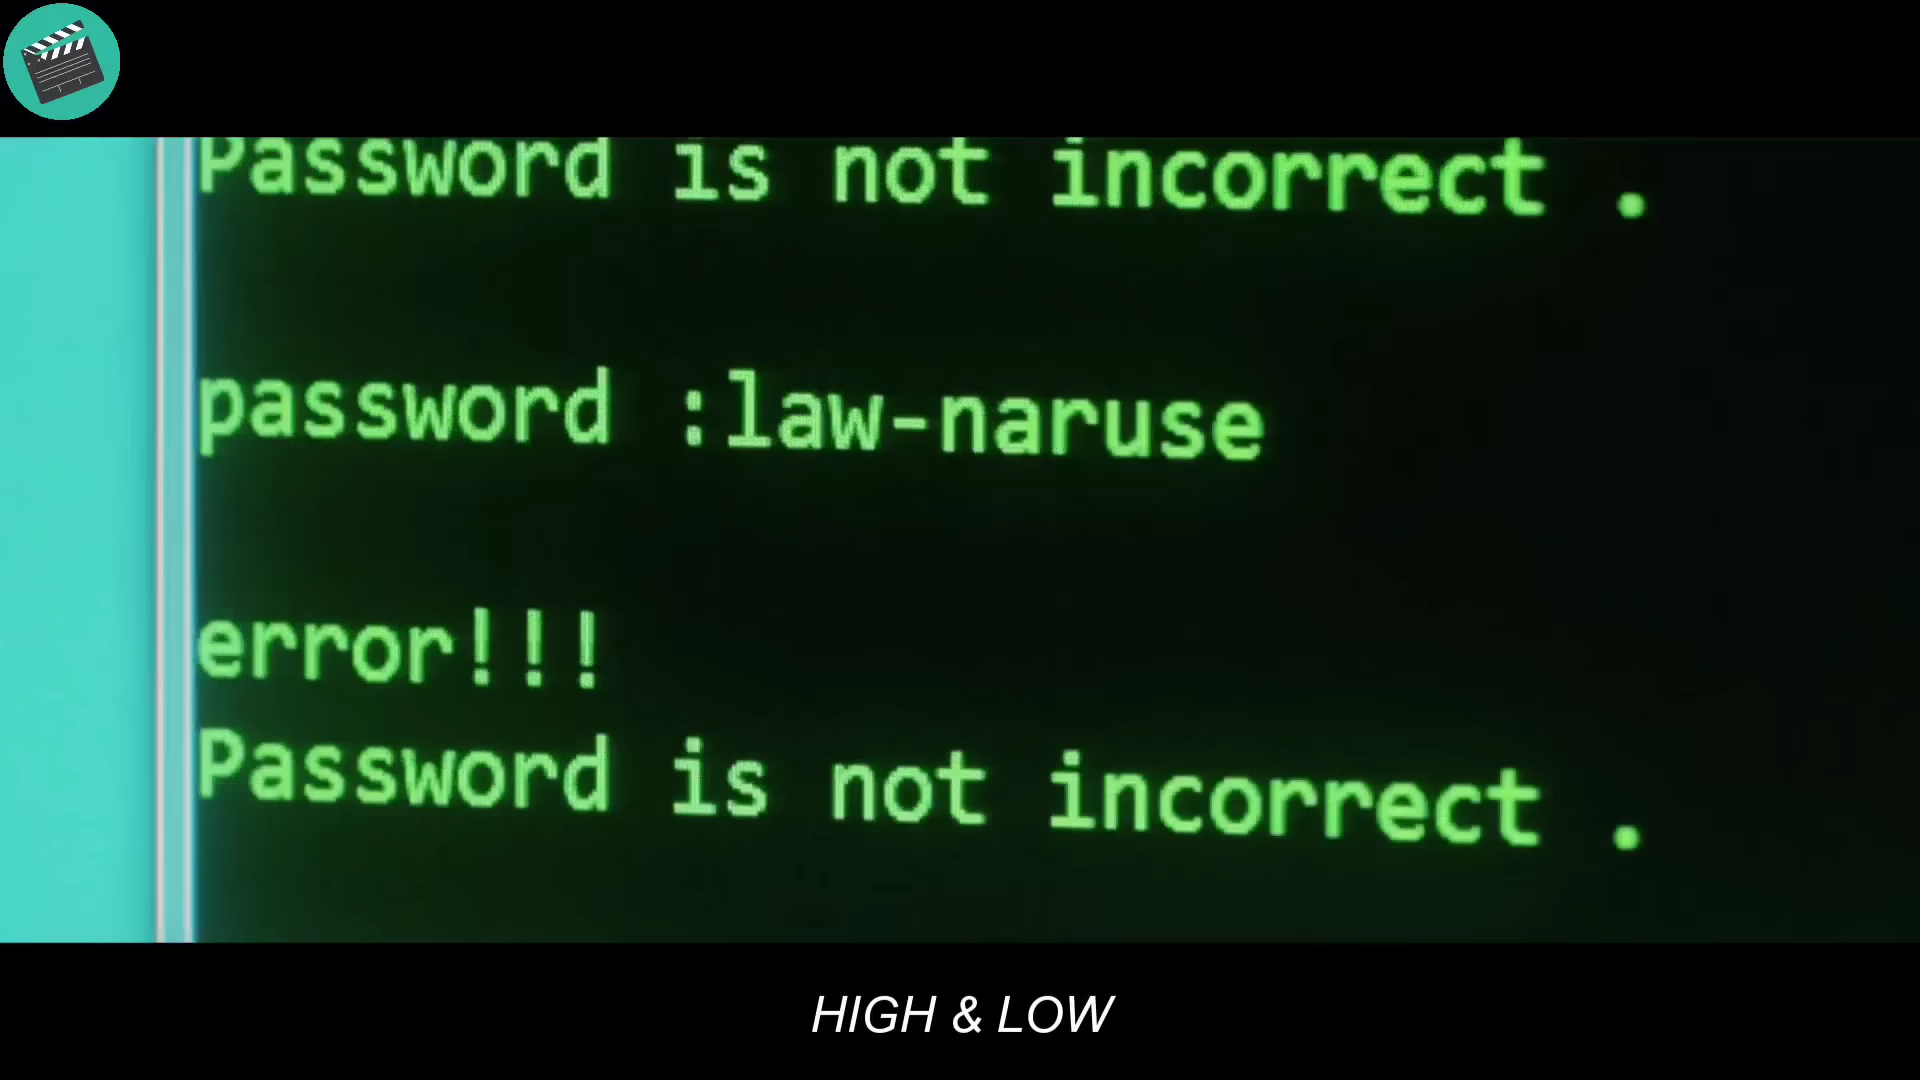 Password is not incorrect .
password :law-naruse
error!!!
Password is not incorrect .
HIGH & LOW